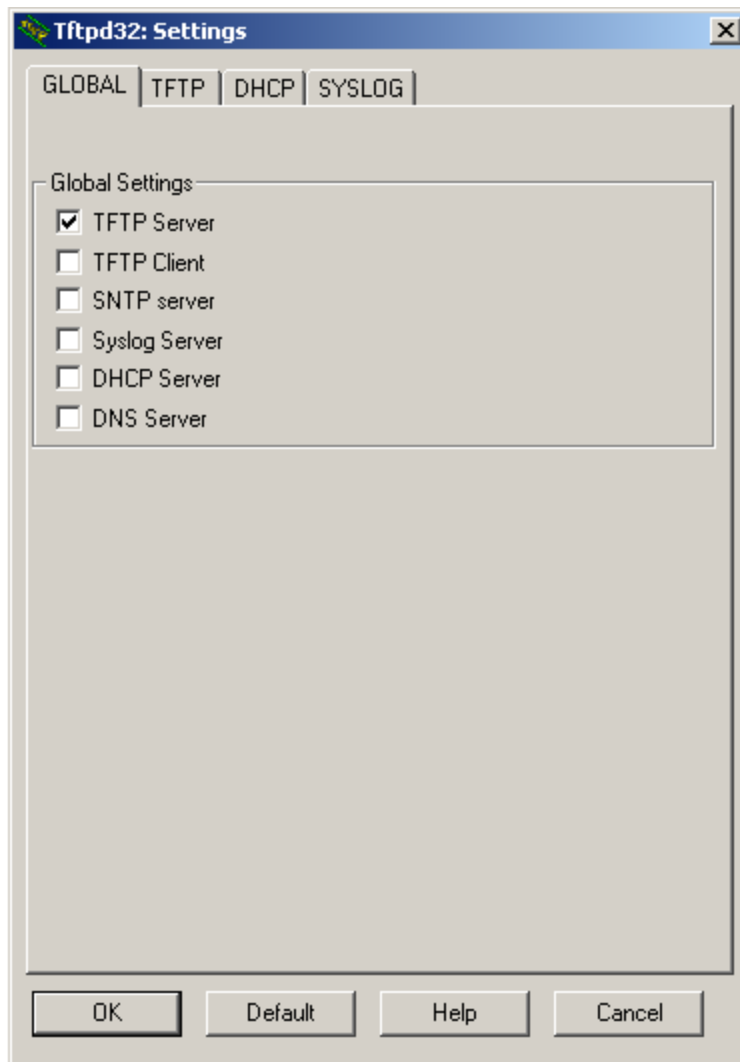 Tftpd32: Settings
GLOBAL TFTP DHCP SYSLOG
Global Settings
TFTP Server
TFTP Client
SNTP server
Syslog Server
DHCP Server
DNS Server
OK Default Help Cancel